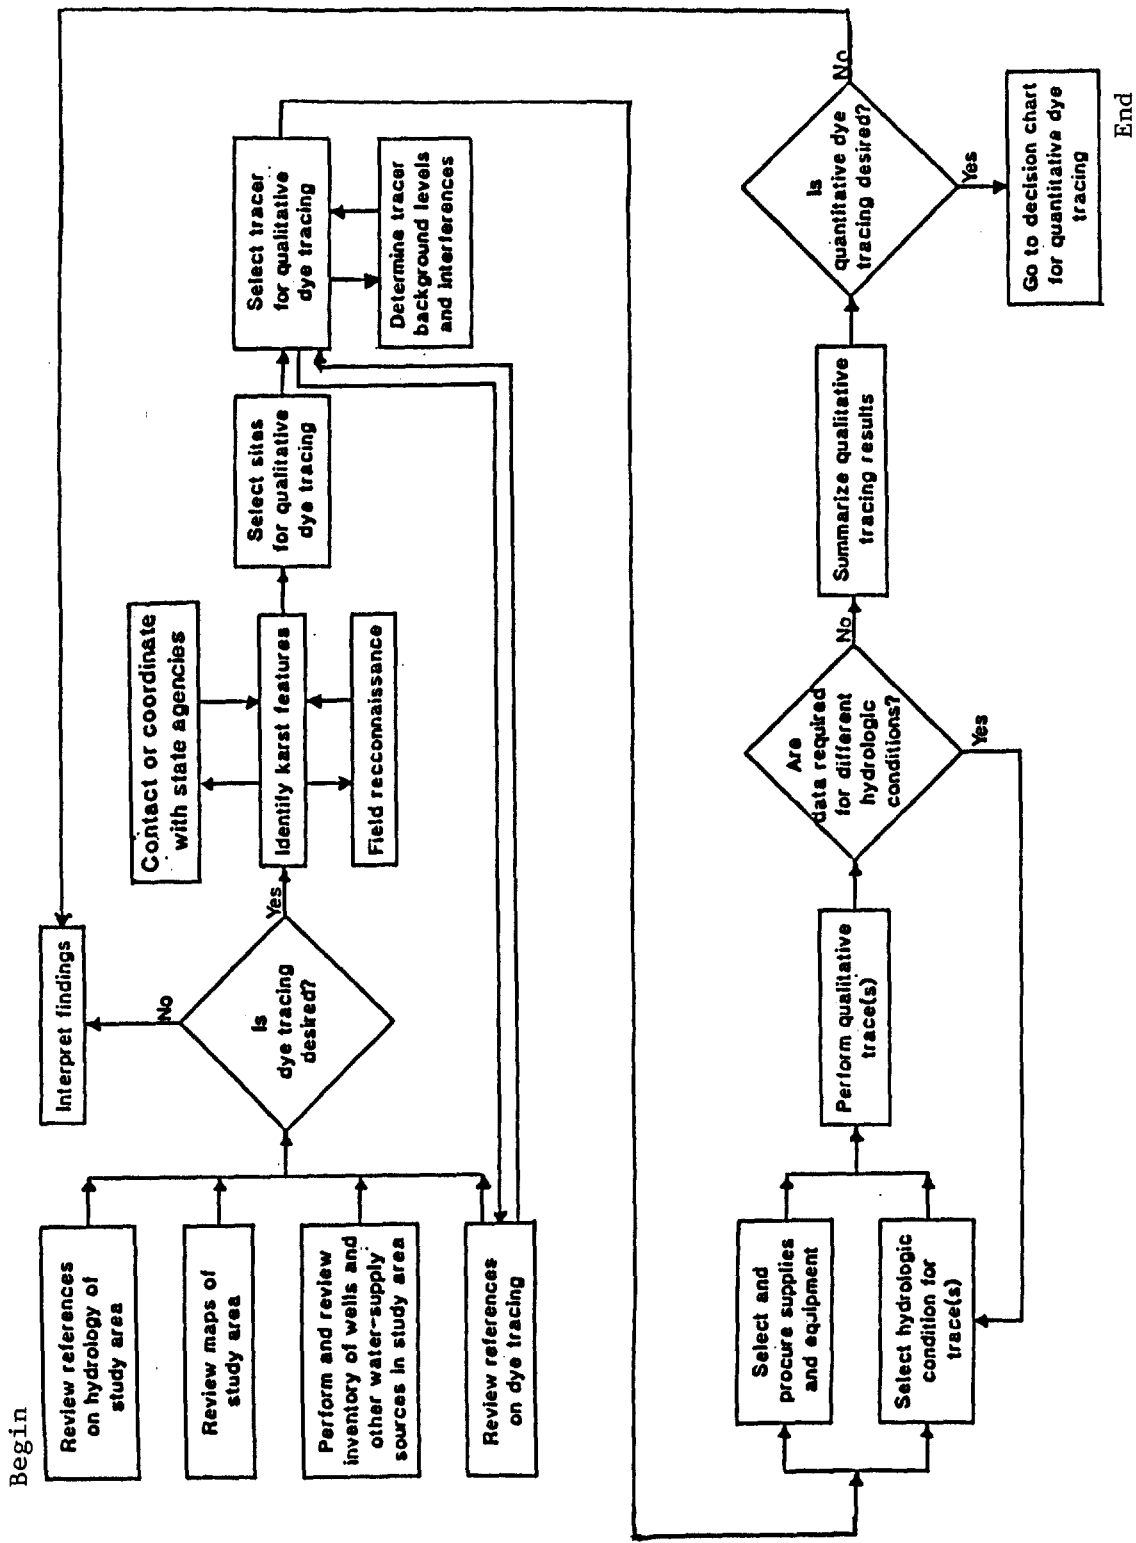 Begin
Review references
on hydrology of
study area
Review maps of
study area
Perform and review
inventory of wells and
other water-supply
sources in study area
Review references
on dye tracing
Is
dye tracing
desired?
No
Yes
Interpret findings
Contact or coordinate
with state agencies
Identify karst features
Field recconnaissance
Select sites
for qualitative
dye tracing
Select tracer
for qualitative
dye tracing
Determine tracer
background levels
and interferences
Select and
procure supplies
and equipment
Select hydrologic
condition for
trace(s)
Perform qualitative
trace(s)
Are
data required
for different
hydrologic
conditions?
No
Yes
Summarize qualitative
tracing results
Is
quantitative dye
tracing desired?
No
Yes
Go to decision chart
for quantitative dye
tracing
End